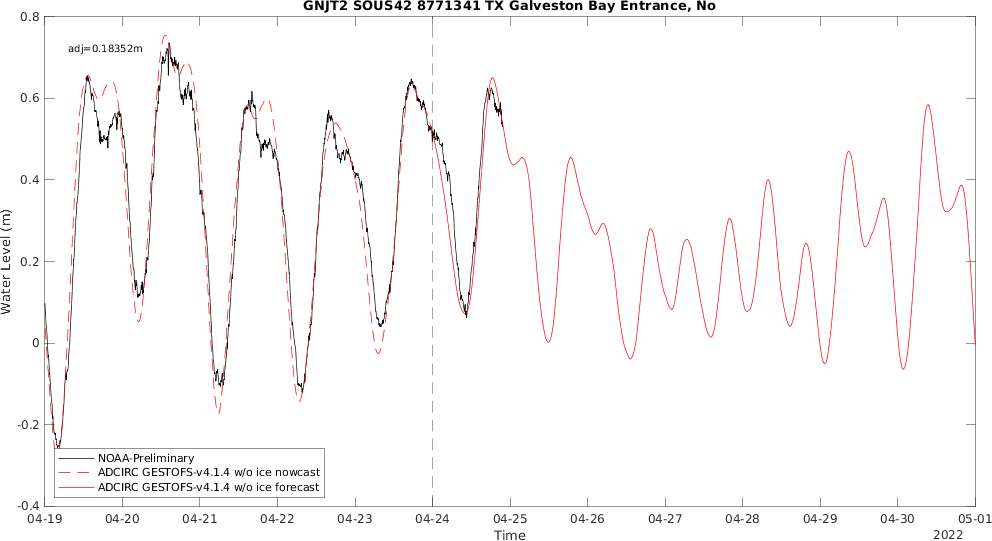 GNJT2 SOUS42 8771341 TX Galveston Bay Entrance, No
adj=0.18352m
Water Level (m)
0.8
0.6
0.4
0.2
0
-0.2
-0.4
NOAA-Preliminary
ADCIRC GESTOFS-v4.1.4 w/o ice nowcast
ADCIRC GESTOFS-v4.1.4 w/o ice forecast
04-19 04-20 04-21 04-22 04-23 04-24 04-25 04-26 04-27 04-28 04-29 04-30 05-01
Time
2022